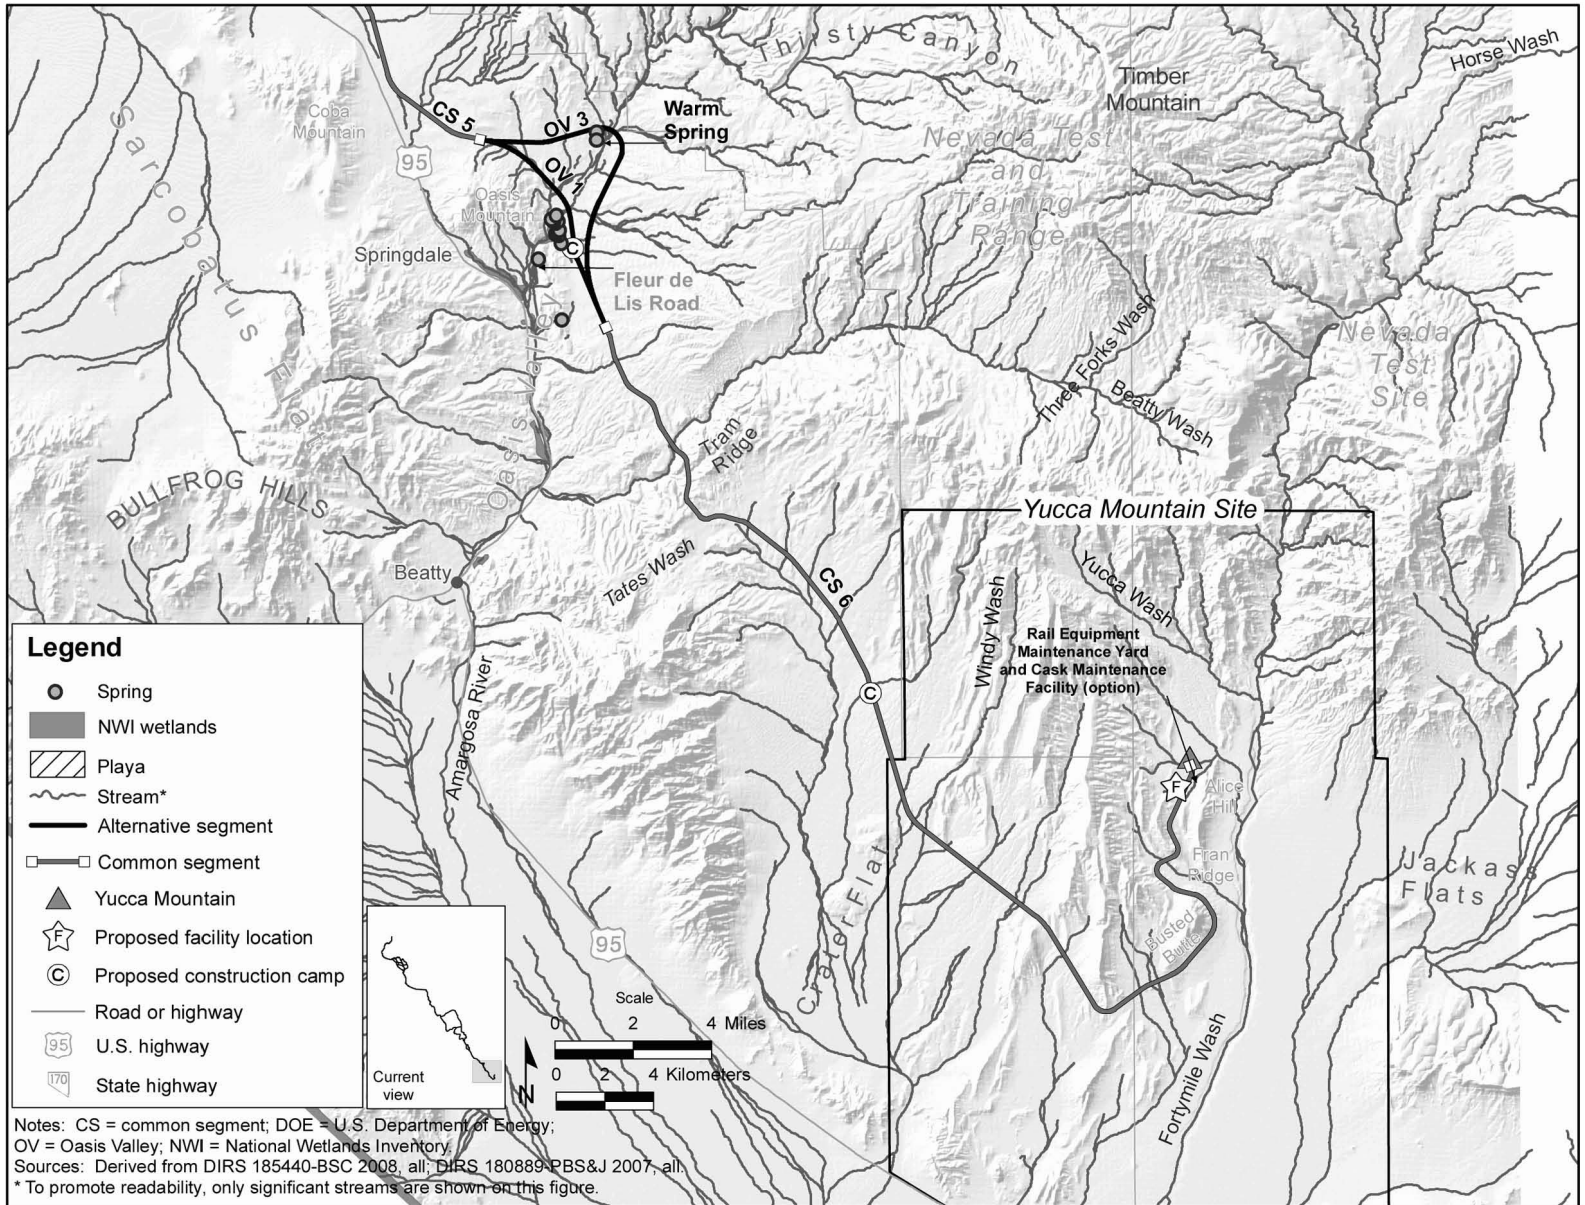 Thirsty Canyon
Horse Wash
Timber
Mountain
Sarcobatus Flat
Coba
Mountain
CS 5
OV 3
Warm
Spring
95
Nevada Test
and
Training
Range
OV 1
Oasis
Mountain
Springdale
C
Fleur de
Lis Road
Oasis Valley
Three Forks Wash
Beatty Wash
Nevada
Test
Site
Tram
Ridge
BULLFROG HILLS
Yucca Mountain Site
Beatty
Tates Wash
CS 6
Windy Wash
Yucca Wash
Rail Equipment
Maintenance Yard
and Cask Maintenance
Facility (option)
C
Amargosa River
F
Alice
Hill
Fran
Ridge
Jackass
Flats
Crater Flat
Busted
Butte
95
Fortymile Wash
Legend
Spring
NWI wetlands
Playa
Stream*
Alternative segment
Common segment
Yucca Mountain
F Proposed facility location
C Proposed construction camp
Road or highway
95 U.S. highway
170 State highway
Current
view
N
Scale
0 2 4 Miles
0 2 4 Kilometers
Notes: CS = common segment; DOE = U.S. Department of Energy;
OV = Oasis Valley; NWI = National Wetlands Inventory.
Sources: Derived from DIRS 185440-BSC 2008, all; DIRS 180889-PBS&J 2007, all.
* To promote readability, only significant streams are shown on this figure.